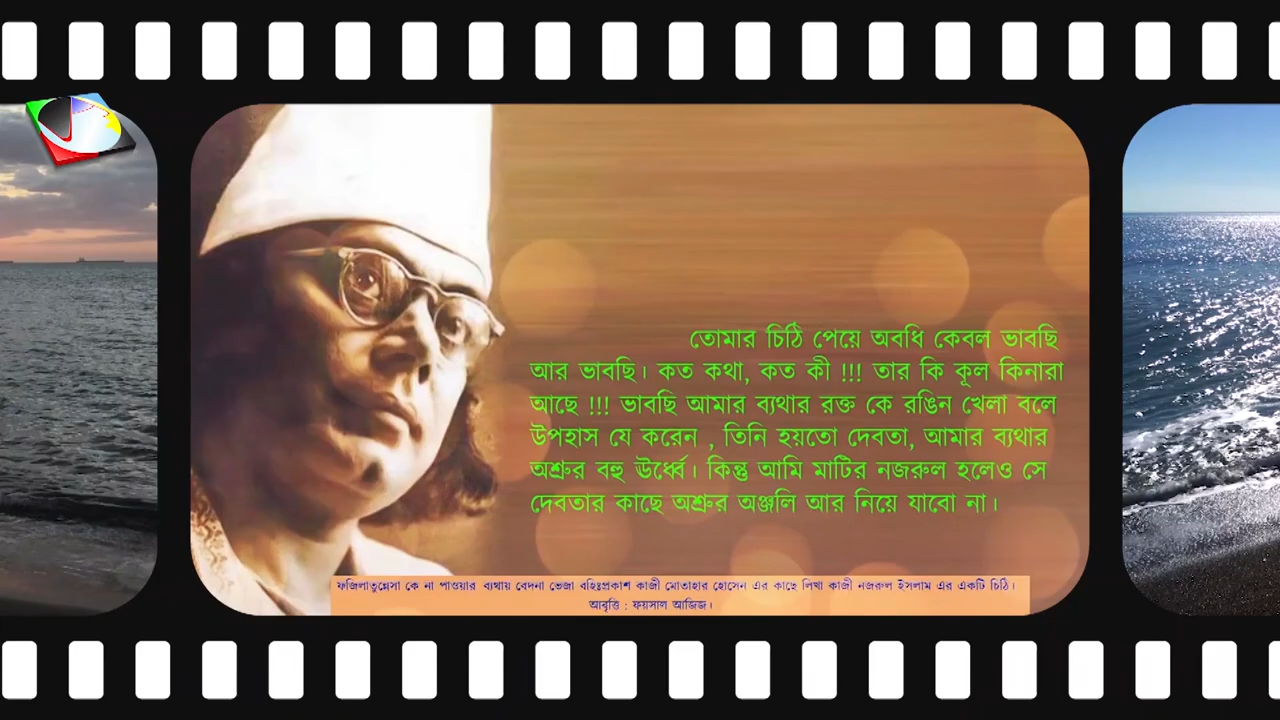 তোমার চিঠি পেয়ে অবধি কেবল ভাবছি
আর ভাবছি। কত কথা, কত কী !!! তার কি কূল কিনারা
আছে !!! ভাবছি আমার ব্যথার রক্ত কে রঙিন খেলা বলে
উপহাস যে করেন , তিনি হয়তো দেবতা, আমার ব্যথার
অশ্রুর বহু ঊর্ধ্বে। কিন্তু আমি মাটির নজরুল হলেও সে
দেবতার কাছে অশ্রুর অঞ্জলি আর নিয়ে যাবো না।
ফজিলাতুন্নেসা কে না পাওয়ার ব্যথায় বেদনা ভেজা বহিঃপ্রকাশ কাজী মোতাহার হোসেন এর কাছে লিখা কাজী নজরুল ইসলাম এর একটি চিঠি।
আবৃত্তি : ফয়সাল আজিজ।